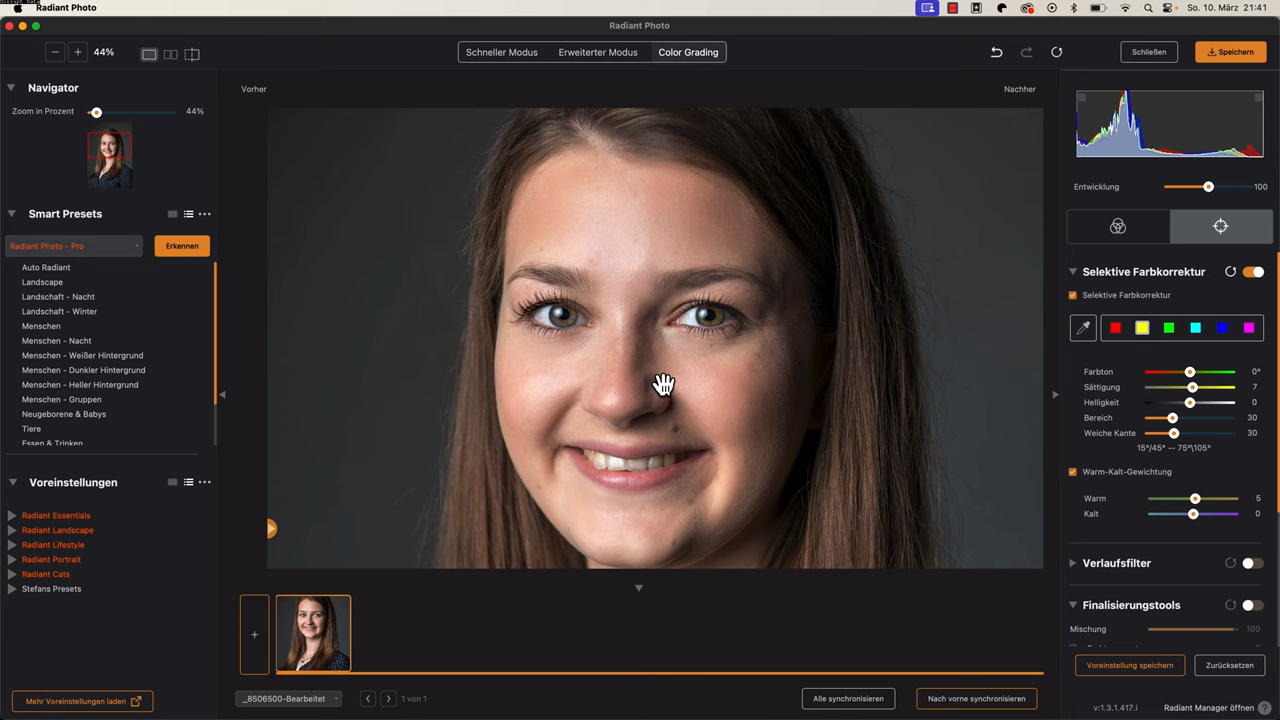 Radiant Photo
So. 10. März 21:41
Radiant Photo
44%
Schneller Modus
Erweiterter Modus
Color Grading
Schließen
Speichern
Navigator
Zoom in Prozent
44%
Smart Presets
Radiant Photo - Pro
Erkennen
Auto Radiant
Landscape
Landschaft - Nacht
Landschaft - Winter
Menschen
Menschen - Nacht
Menschen - Weißer Hintergrund
Menschen - Dunkler Hintergrund
Menschen - Heller Hintergrund
Menschen - Gruppen
Neugeborene & Babys
Tiere
Essen & Trinken
Voreinstellungen
Radiant Essentials
Radiant Landscape
Radiant Lifestyle
Radiant Portrait
Radiant Cats
Stefans Presets
Mehr Voreinstellungen laden
Vorher
Nachher
_8506500-Bearbeitet
1 von 1
Alle synchronisieren
Nach vorne synchronisieren
Entwicklung 100
Selektive Farbkorrektur
Selektive Farbkorrektur
Farbton 0°
Sättigung 7
Helligkeit 0
Bereich 30
Weiche Kante 30
15°/45° -- 75°\105°
Warm-Kalt-Gewichtung
Warm 5
Kalt 0
Verlaufsfilter
Finalisierungstools
Mischung 100
Voreinstellung speichern
Zurücksetzen
v:1.3.1.417.i
Radiant Manager öffnen